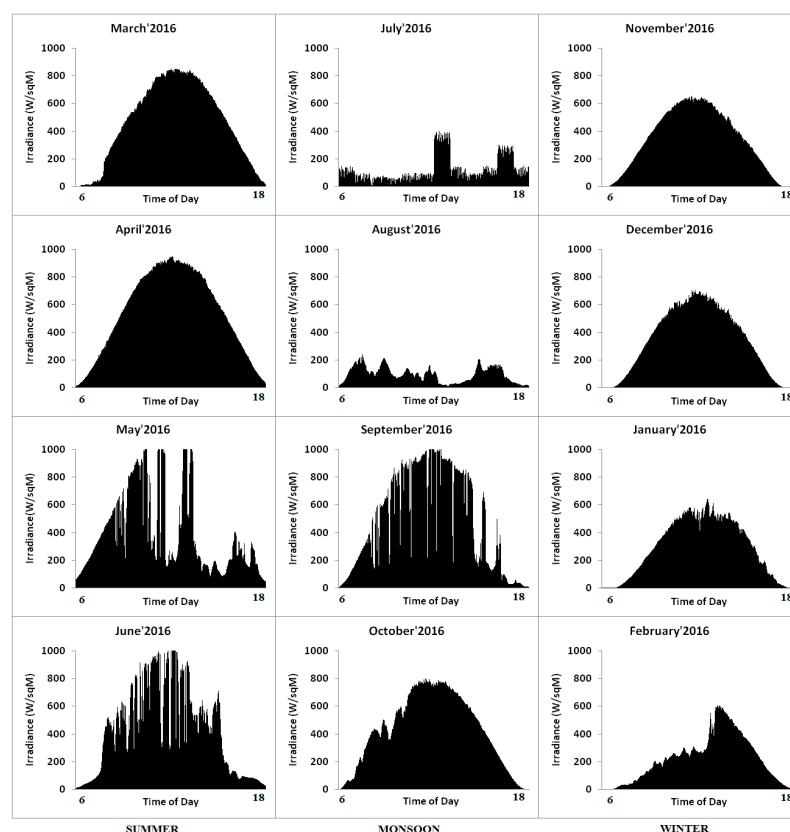 March'2016
July'2016
November'2016
1000
800
600
400
200
0
Irradiance (W/sqM)
6
Time of Day
18
1000
800
600
400
200
0
Irradiance (W/sqM)
6
Time of Day
18
1000
800
600
400
200
0
Irradiance (W/sqM)
6
Time of Day
18
April'2016
August'2016
December'2016
1000
800
600
400
200
0
Irradiance (W/sqM)
6
Time of Day
18
1000
800
600
400
200
0
Irradiance (W/sqM)
6
Time of Day
18
1000
800
600
400
200
0
Irradiance (W/sqM)
6
Time of Day
18
May'2016
September'2016
January'2016
1000
800
600
400
200
0
Irradiance(W/sqM)
6
Time of Day
18
1000
800
600
400
200
0
Irradiance (W/sqM)
6
Time of Day
18
1000
800
600
400
200
0
Irradiance (W/sqM)
6
Time of Day
18
June'2016
October'2016
February'2016
1000
800
600
400
200
0
Irradiance (W/sqM)
6
Time of Day
18
1000
800
600
400
200
0
Irradiance (W/sqM)
6
Time of Day
18
1000
800
600
400
200
0
Irradiance (W/sqM)
6
Time of Day
18
SUMMER
MONSOON
WINTER